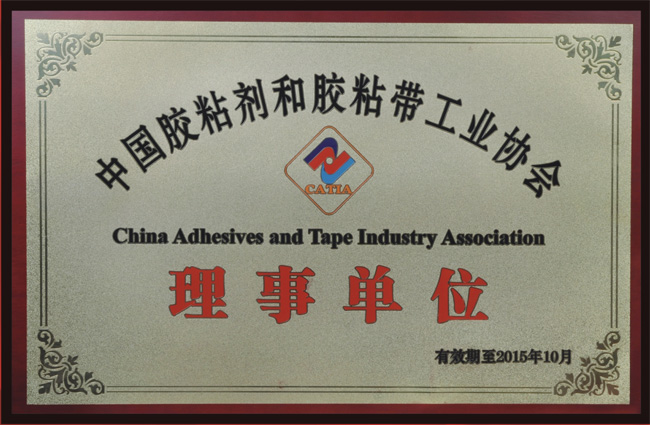 中国胶粘剂和胶粘带工业协会
CATIA
China Adhesives and Tape Industry Association
理事单位
有效期至2015年10月